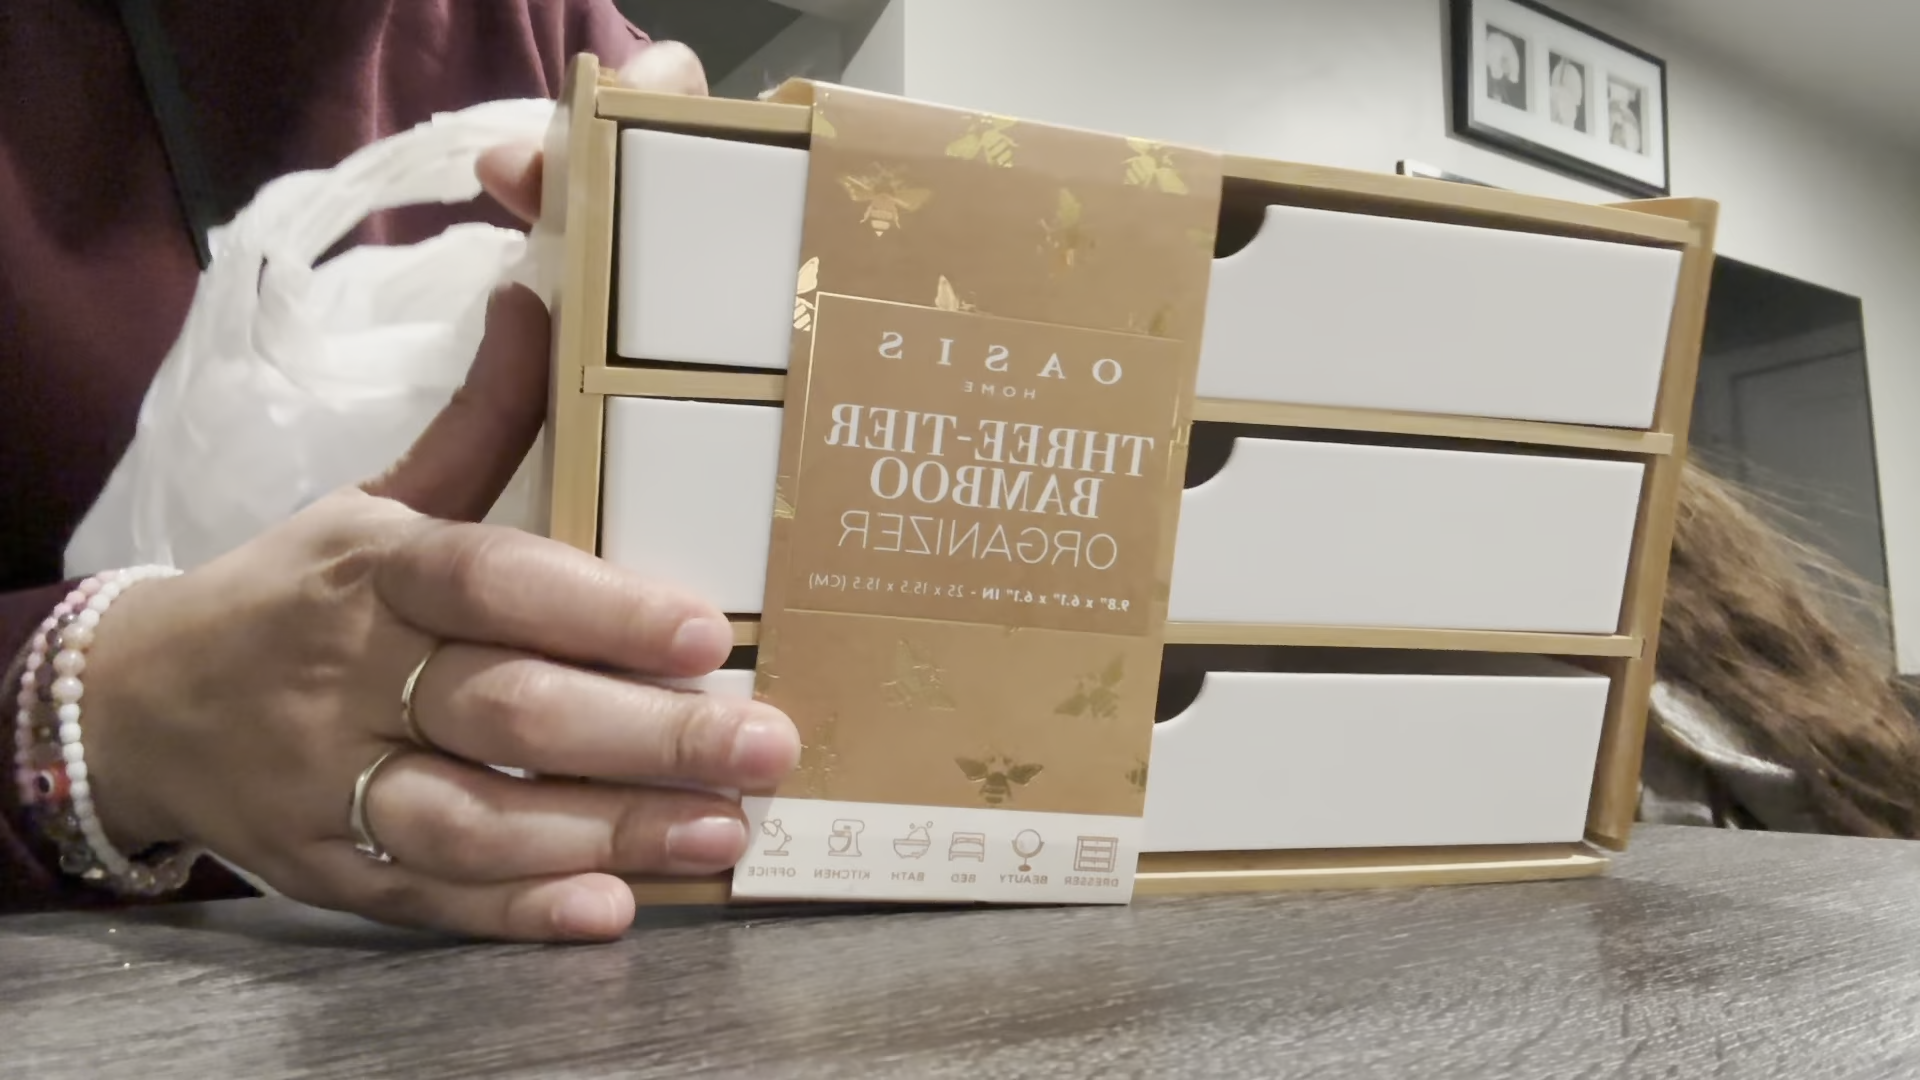 OASIS
HOME
THREE-TIER
BAMBOO
ORGANIZER
9.8" x 6.1" x 6.1" IN - 25 x 15.5 x 15.5 (CM)
DRESSER BEAUTY BED BATH KITCHEN OFFICE